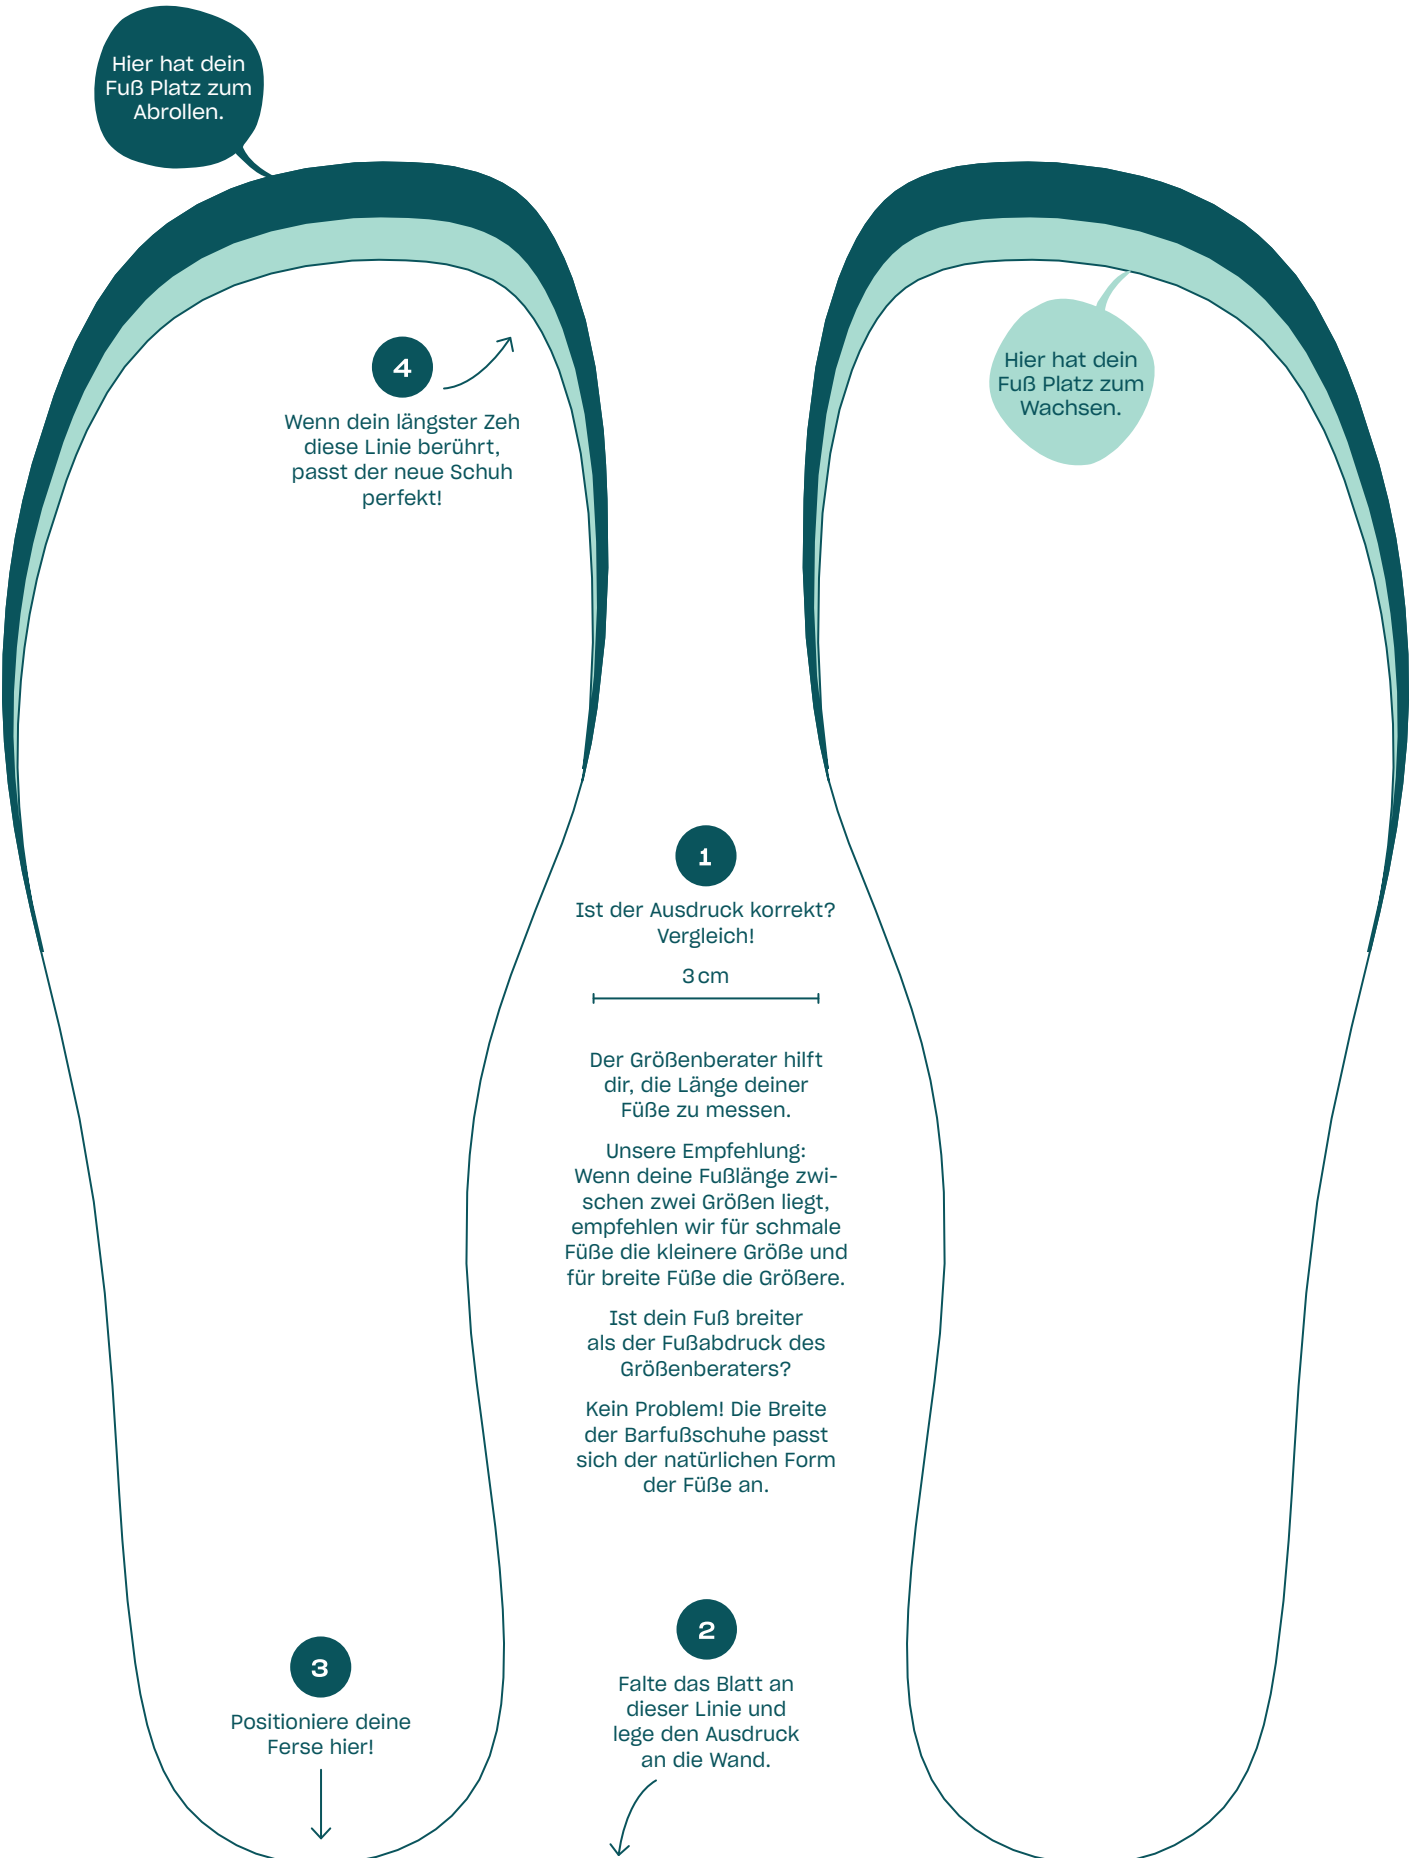 Hier hat dein
Fuß Platz zum
Abrollen.
4
Wenn dein längster Zeh
diese Linie berührt,
passt der neue Schuh
perfekt!
Hier hat dein
Fuß Platz zum
Wachsen.
1
Ist der Ausdruck korrekt?
Vergleich!
3 cm
Der Größenberater hilft
dir, die Länge deiner
Füße zu messen.
Unsere Empfehlung:
Wenn deine Fußlänge zwi-
schen zwei Größen liegt,
empfehlen wir für schmale
Füße die kleinere Größe und
für breite Füße die Größere.
Ist dein Fuß breiter
als der Fußabdruck des
Größenberaters?
Kein Problem! Die Breite
der Barfußschuhe passt
sich der natürlichen Form
der Füße an.
2
Falte das Blatt an
dieser Linie und
lege den Ausdruck
an die Wand.
3
Positioniere deine
Ferse hier!